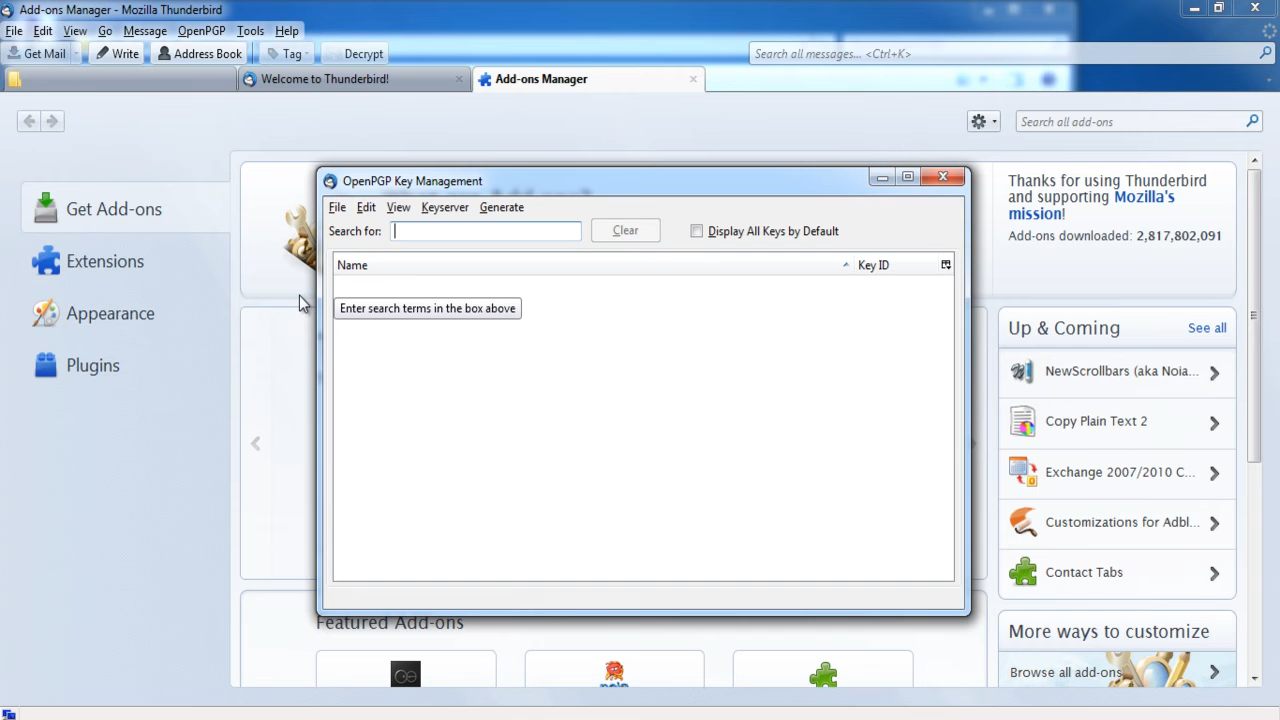 Add-ons Manager - Mozilla Thunderbird
File Edit View Go Message OpenPGP Tools Help
Get Mail Write Address Book Tag Decrypt Search all messages... <Ctrl+K>
Welcome to Thunderbird! Add-ons Manager
Search all add-ons
Get Add-ons
Extensions
Appearance
Plugins
OpenPGP Key Management
File Edit View Keyserver Generate
Search for: Clear Display All Keys by Default
Name Key ID
Enter search terms in the box above
Thanks for using Thunderbird
and supporting Mozilla's
mission!
Add-ons downloaded: 2,817,802,091
Up & Coming See all
NewScrollbars (aka Noia...
Copy Plain Text 2
Exchange 2007/2010 C...
Customizations for Adbl...
Contact Tabs
More ways to customize
Browse all add-ons
Featured Add-ons